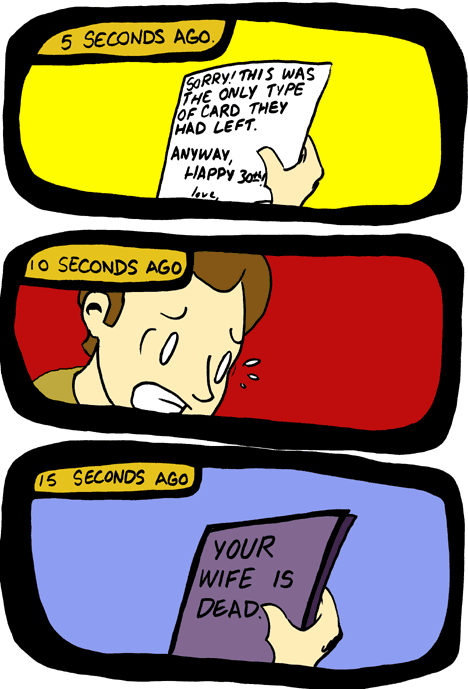 5 SECONDS AGO.
SORRY! THIS WAS
THE ONLY TYPE
OF CARD THEY
HAD LEFT.
ANYWAY,
HAPPY 30th,
love,
10 SECONDS AGO
15 SECONDS AGO
YOUR
WIFE IS
DEAD.